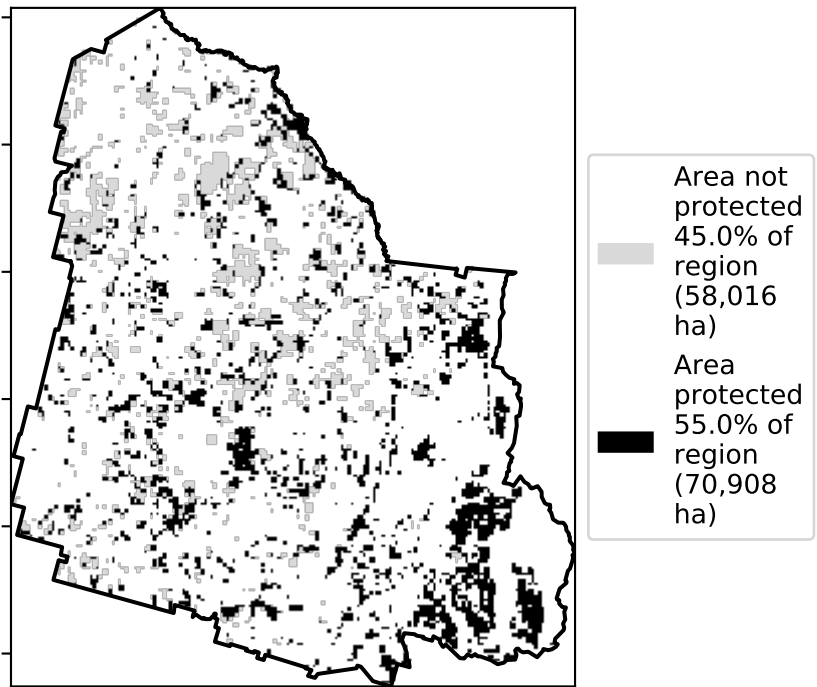 Area not
protected
45.0% of
region
(58,016
ha)
Area
protected
55.0% of
region
(70,908
ha)